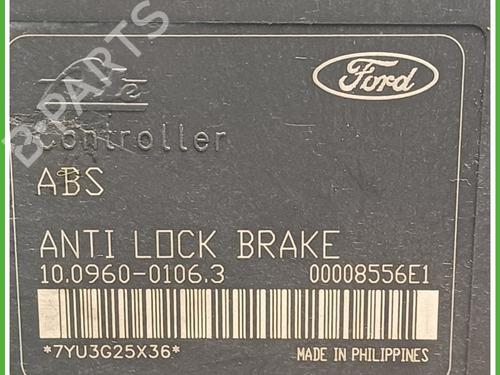 B-PARTS
Ford
Controller
ABS
ANTI LOCK BRAKE
10.0960-0106.3 00008556E1
*7YU3G25X36* MADE IN PHILIPPINES